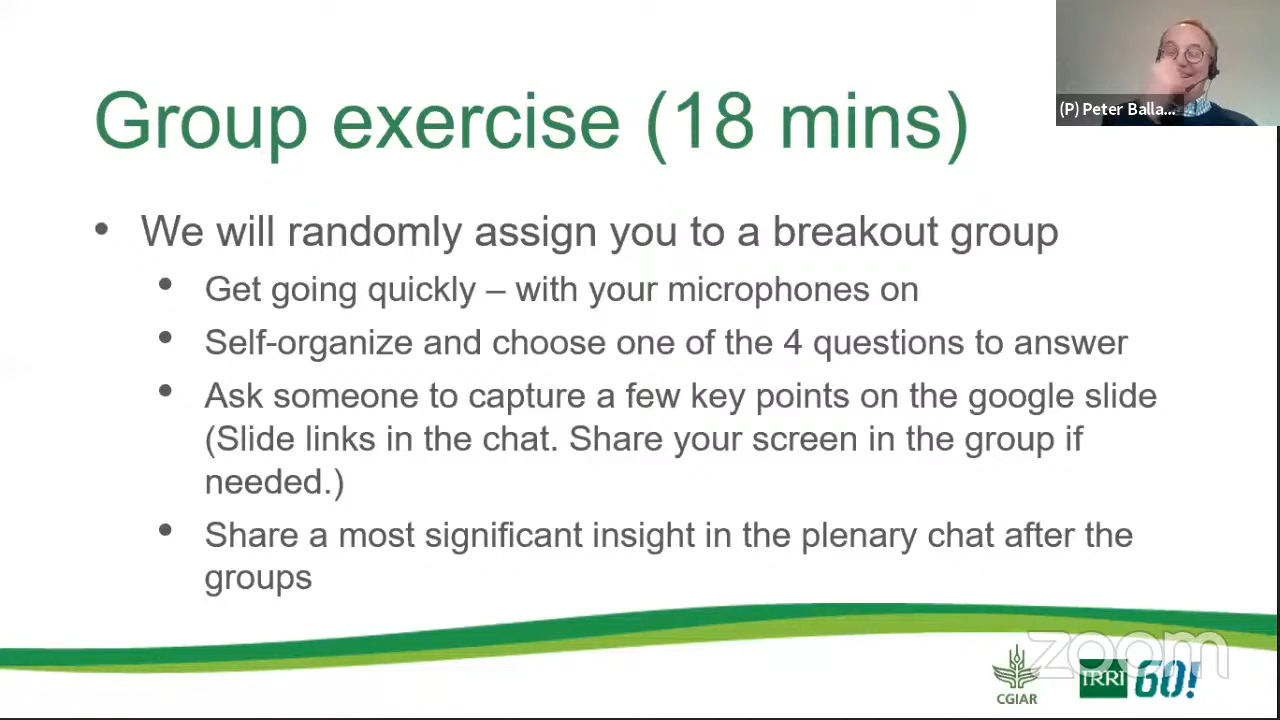 Group exercise (18 mins)
(P) Peter Balla...
• We will randomly assign you to a breakout group
• Get going quickly – with your microphones on
• Self-organize and choose one of the 4 questions to answer
• Ask someone to capture a few key points on the google slide
(Slide links in the chat. Share your screen in the group if
needed.)
• Share a most significant insight in the plenary chat after the
groups
zoom
CGIAR
IRRI 60!